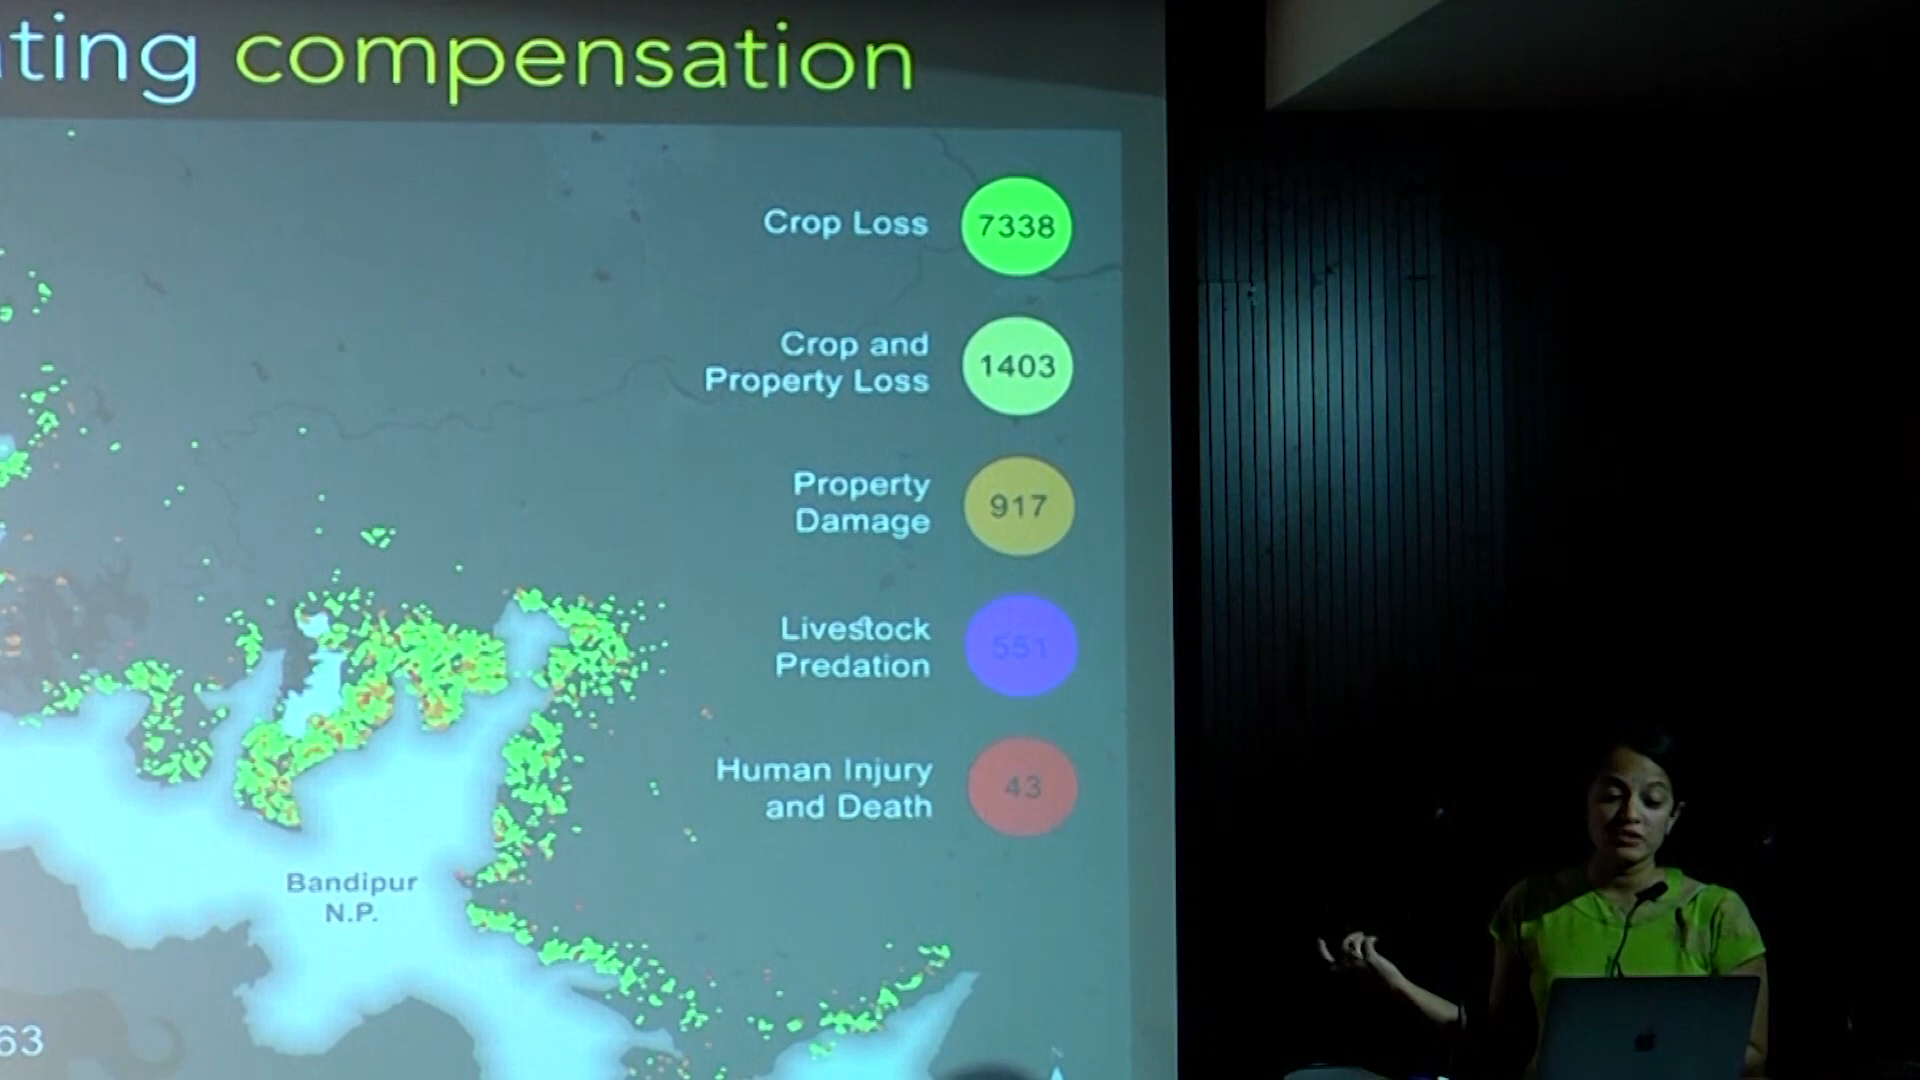 ting compensation
Crop Loss
7338
Crop and
Property Loss
1403
Property
Damage
917
Livestock
Predation
551
Human Injury
and Death
43
Bandipur
N.P.
63
N